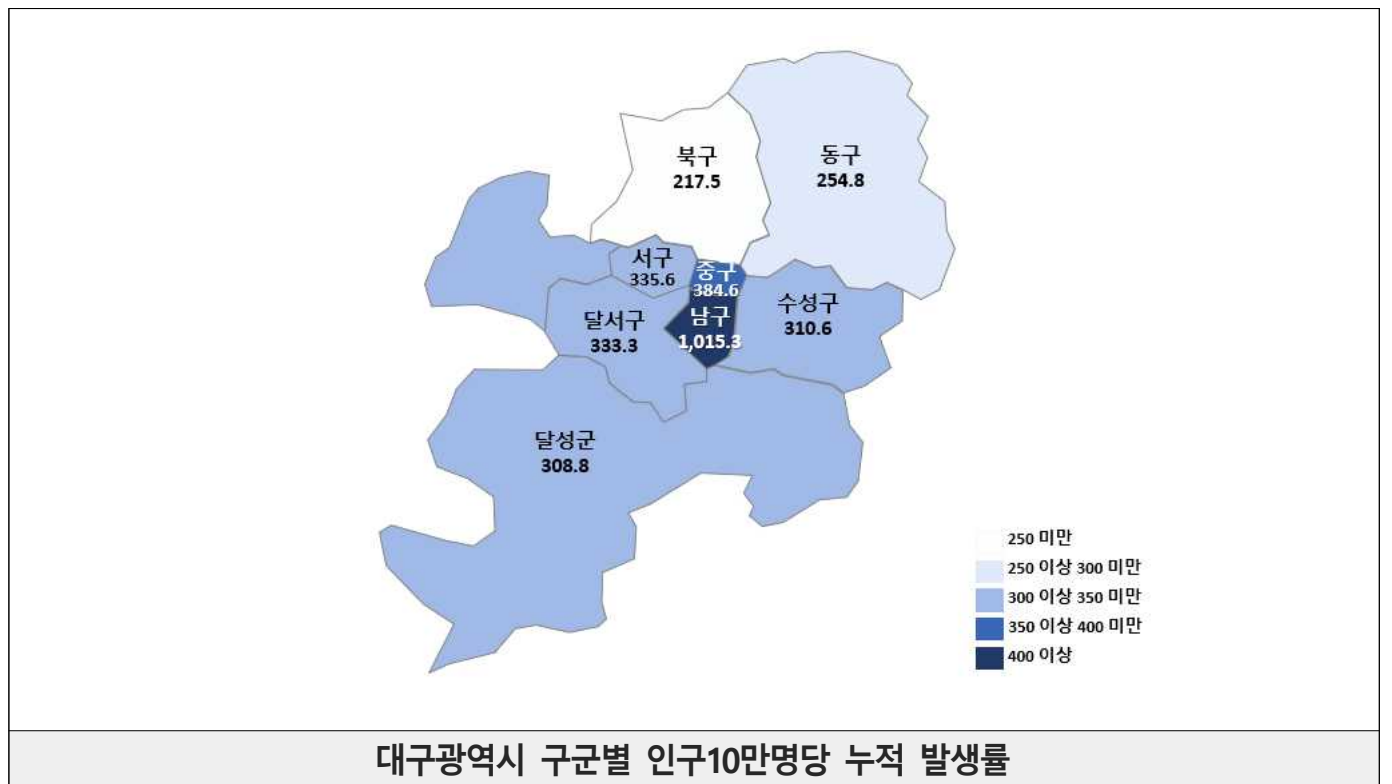 북구
217.5
동구
254.8
서구
335.6
중구
384.6
수성구
310.6
달서구
333.3
남구
1,015.3
달성군
308.8
250 미만
250 이상 300 미만
300 이상 350 미만
350 이상 400 미만
400 이상
대구광역시 구군별 인구10만명당 누적 발생률